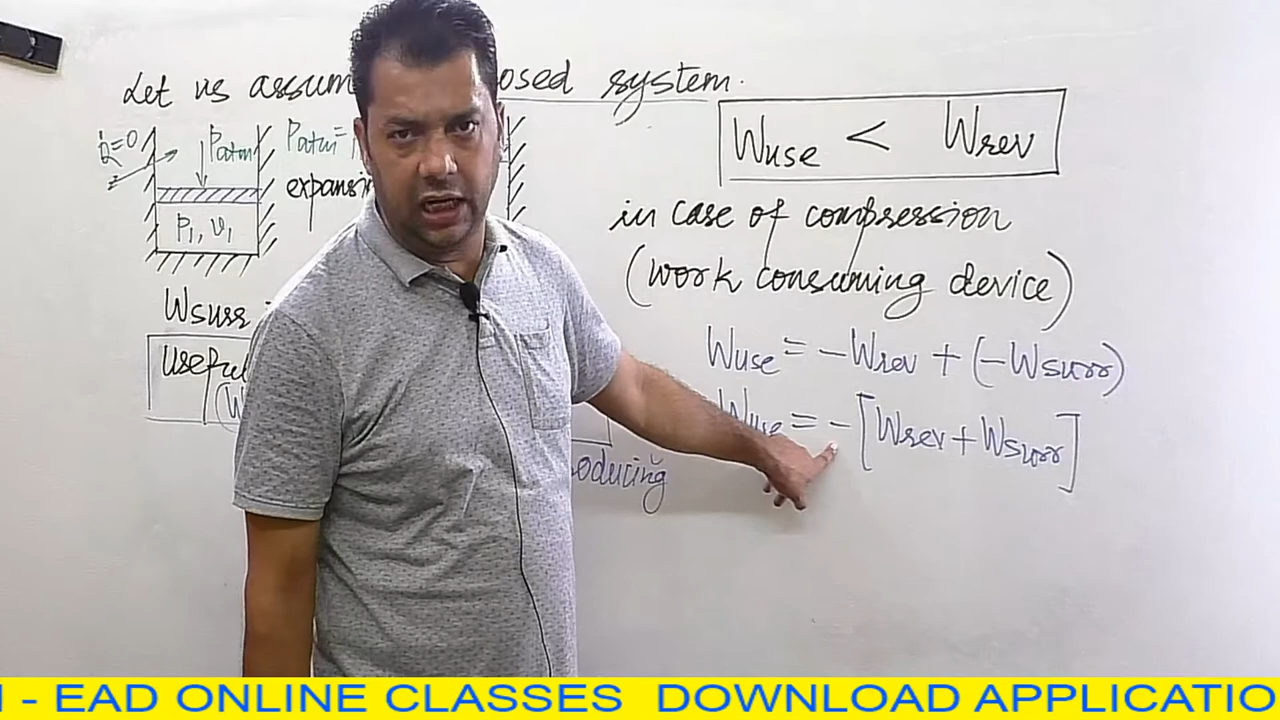 Let us assum osed system.
Q=0
Patm
Patm =
expansi
P1, V1
Wsurr
Useful
(W
oducing
Wuse < Wrev
in case of compression
(work consuming device)
Wuse = -Wrev + (-Wsurr)
Wuse = -[Wrev + Wsurr]
- EAD ONLINE CLASSES DOWNLOAD APPLICATIO